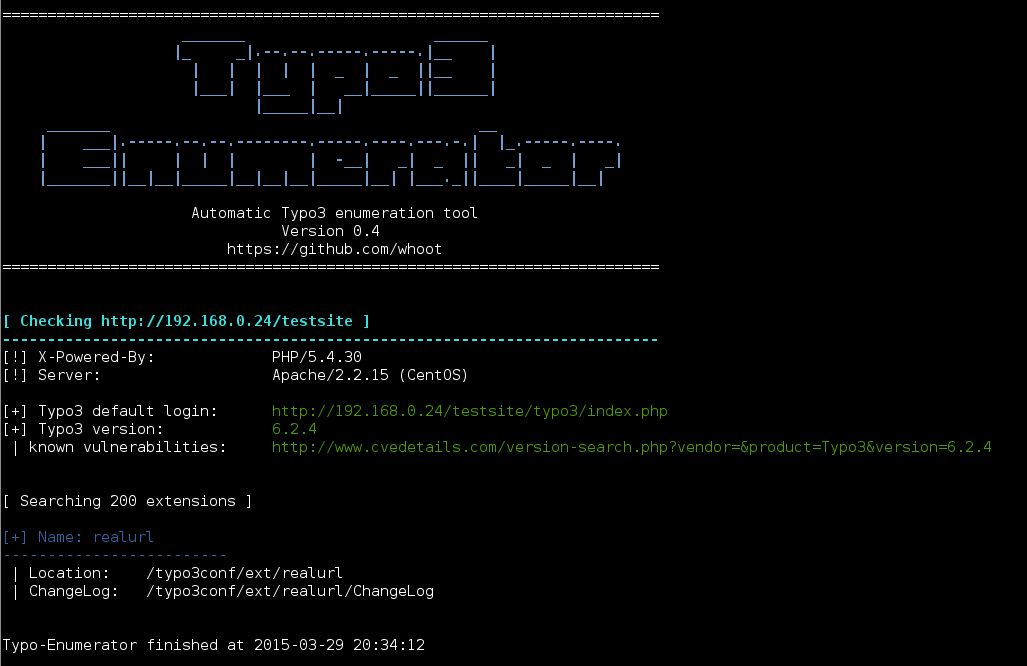 ========================================================================
Typo3
Enumerator
Automatic Typo3 enumeration tool
Version 0.4
https://github.com/whoot
========================================================================
[ Checking http://192.168.0.24/testsite ]
------------------------------------------------------------------------
[!] X-Powered-By: PHP/5.4.30
[!] Server: Apache/2.2.15 (CentOS)
[+] Typo3 default login: http://192.168.0.24/testsite/typo3/index.php
[+] Typo3 version: 6.2.4
| known vulnerabilities: http://www.cvedetails.com/version-search.php?vendor=&product=Typo3&version=6.2.4
[ Searching 200 extensions ]
[+] Name: realurl
-------------------------
| Location: /typo3conf/ext/realurl
| ChangeLog: /typo3conf/ext/realurl/ChangeLog
Typo-Enumerator finished at 2015-03-29 20:34:12